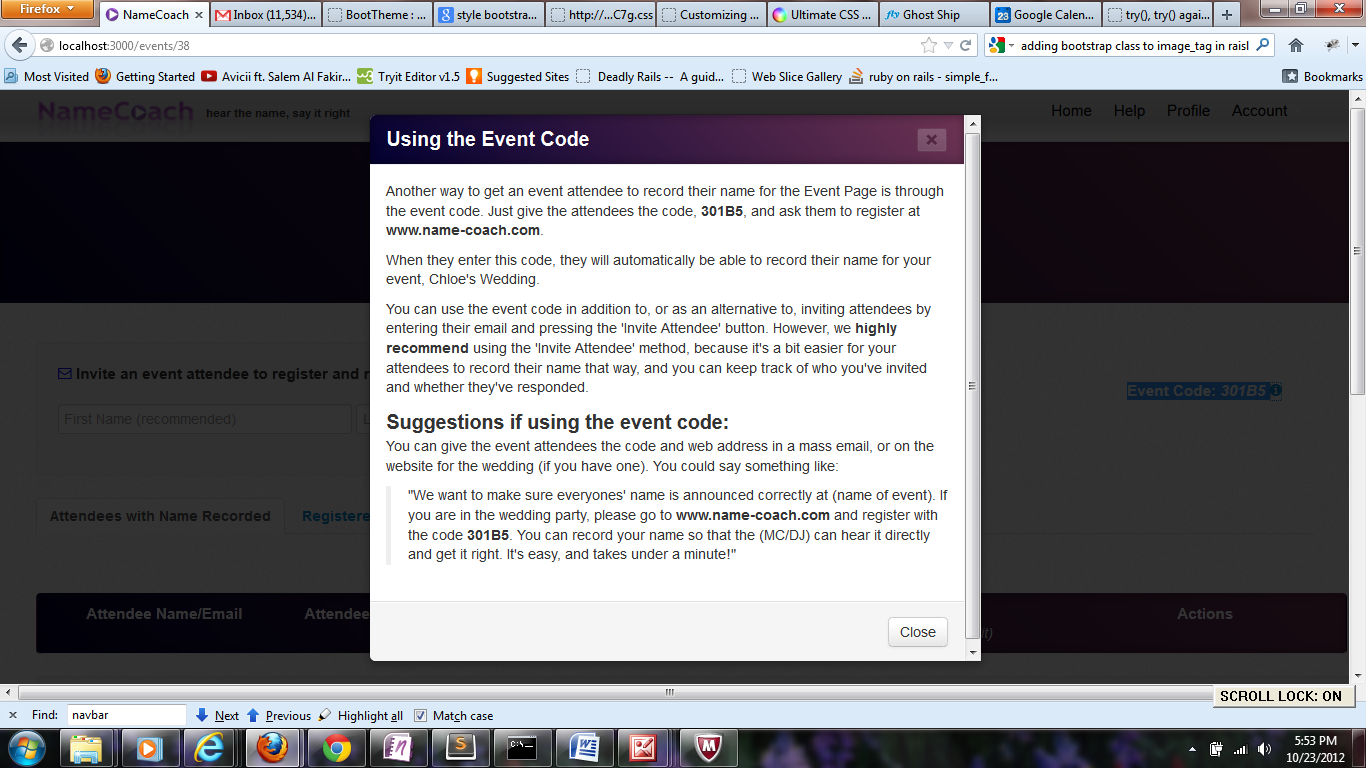 Firefox
NameCoach
Inbox (11,534)...
BootTheme : ...
style bootstra...
http://...C7g.css
Customizing ...
Ultimate CSS ...
Ghost Ship
Google Calen...
try(), try() agai...
localhost:3000/events/38
adding bootstrap class to image_tag in raisl
Most Visited
Getting Started
Avicii ft. Salem Al Fakir...
Tryit Editor v1.5
Suggested Sites
Deadly Rails -- A guid...
Web Slice Gallery
ruby on rails - simple_f...
Bookmarks
NameCoach
hear the name, say it right
Home
Help
Profile
Account
Using the Event Code
Another way to get an event attendee to record their name for the Event Page is through
the event code. Just give the attendees the code, 301B5, and ask them to register at
www.name-coach.com.
When they enter this code, they will automatically be able to record their name for your
event, Chloe's Wedding.
You can use the event code in addition to, or as an alternative to, inviting attendees by
entering their email and pressing the 'Invite Attendee' button. However, we highly
recommend using the 'Invite Attendee' method, because it's a bit easier for your
attendees to record their name that way, and you can keep track of who you've invited
and whether they've responded.
Suggestions if using the event code:
You can give the event attendees the code and web address in a mass email, or on the
website for the wedding (if you have one). You could say something like:
"We want to make sure everyones' name is announced correctly at (name of event). If
you are in the wedding party, please go to www.name-coach.com and register with
the code 301B5. You can record your name so that the (MC/DJ) can hear it directly
and get it right. It's easy, and takes under a minute!"
Close
Invite an event attendee to register and
First Name (recommended)
Event Code: 301B5
Attendees with Name Recorded
Registere
Attendee Name/Email
Attendee
Actions
SCROLL LOCK: ON
Find:
navbar
Next
Previous
Highlight all
Match case
5:53 PM
10/23/2012